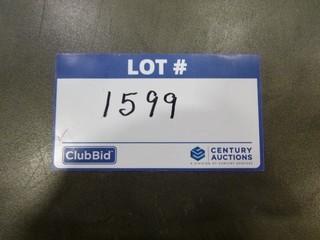 LOT #
1599
ClubBid
CENTURY
AUCTIONS